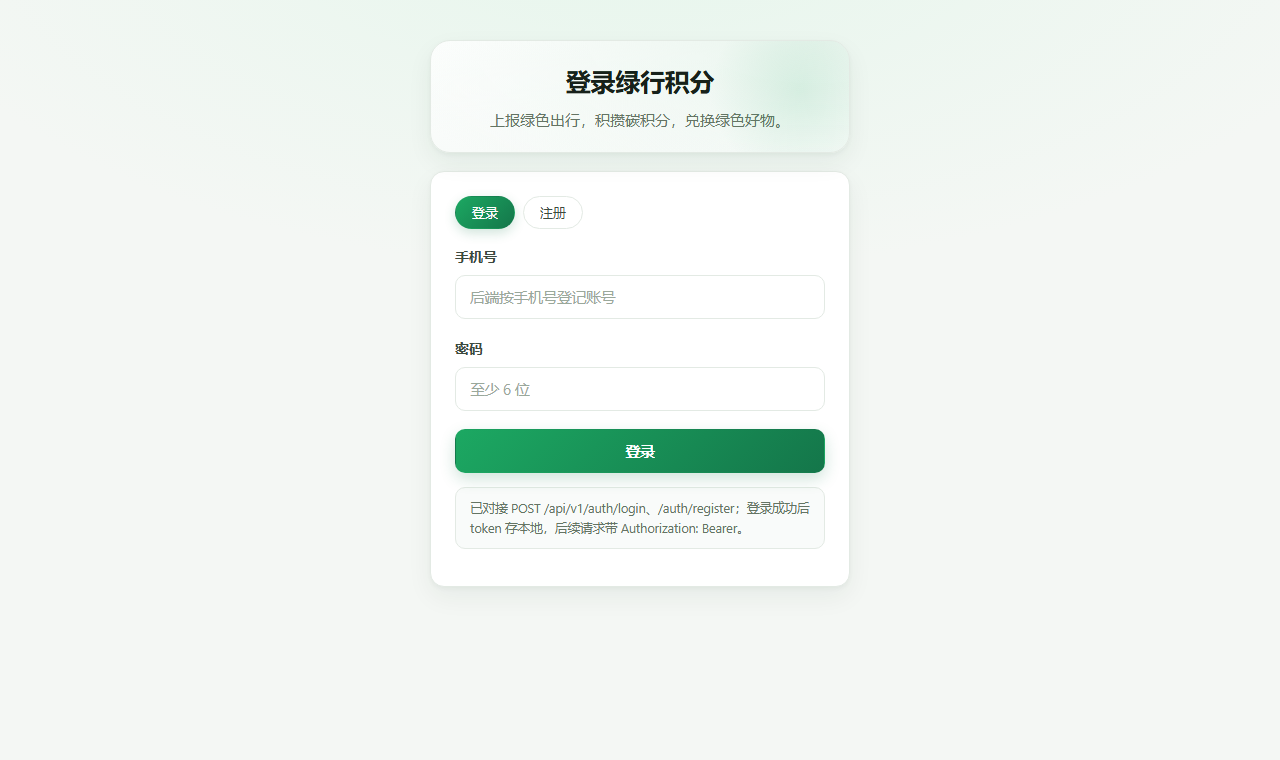 登录绿行积分
上报绿色出行，积攒碳积分，兑换绿色好物。
登录
注册
手机号
后端按手机号登记账号
密码
至少 6 位
登录
已对接 POST /api/v1/auth/login、/auth/register；登录成功后
token 存本地，后续请求带 Authorization: Bearer。